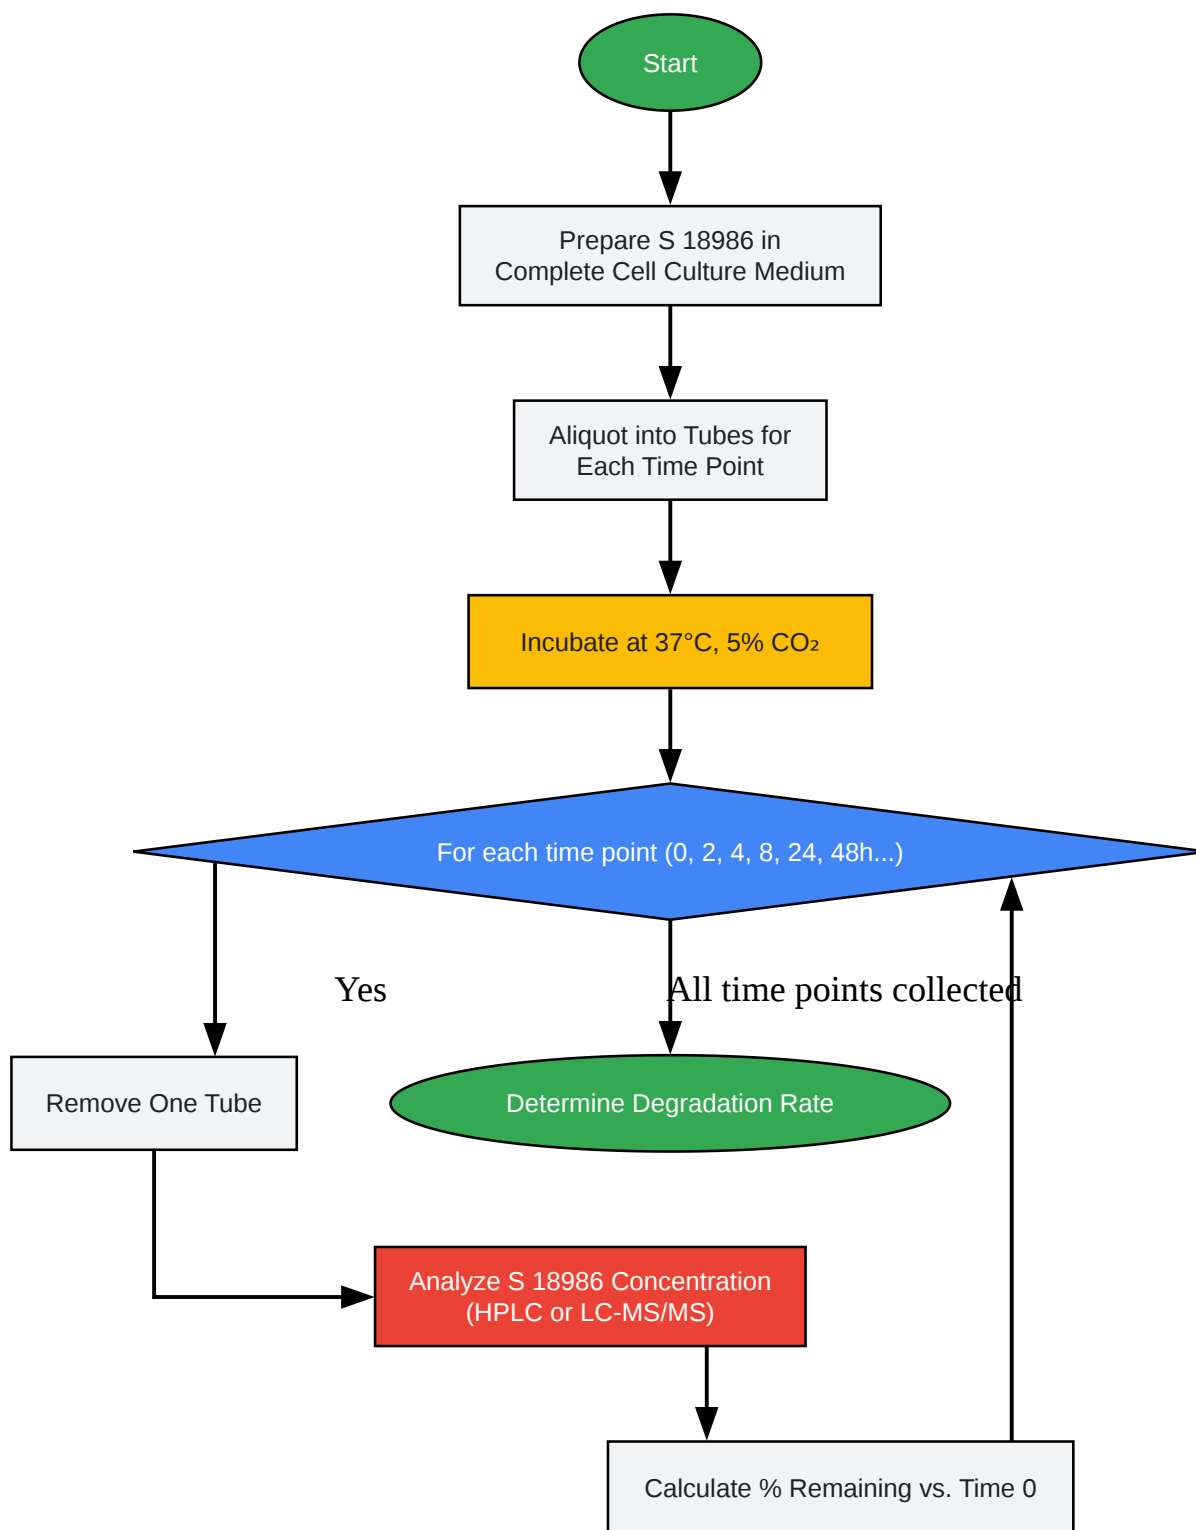 Start
Prepare S 18986 in
Complete Cell Culture Medium
Aliquot into Tubes for
Each Time Point
Incubate at 37°C, 5% CO₂
For each time point (0, 2, 4, 8, 24, 48h...)
Yes
All time points collected
Remove One Tube
Determine Degradation Rate
Analyze S 18986 Concentration
(HPLC or LC-MS/MS)
Calculate % Remaining vs. Time 0